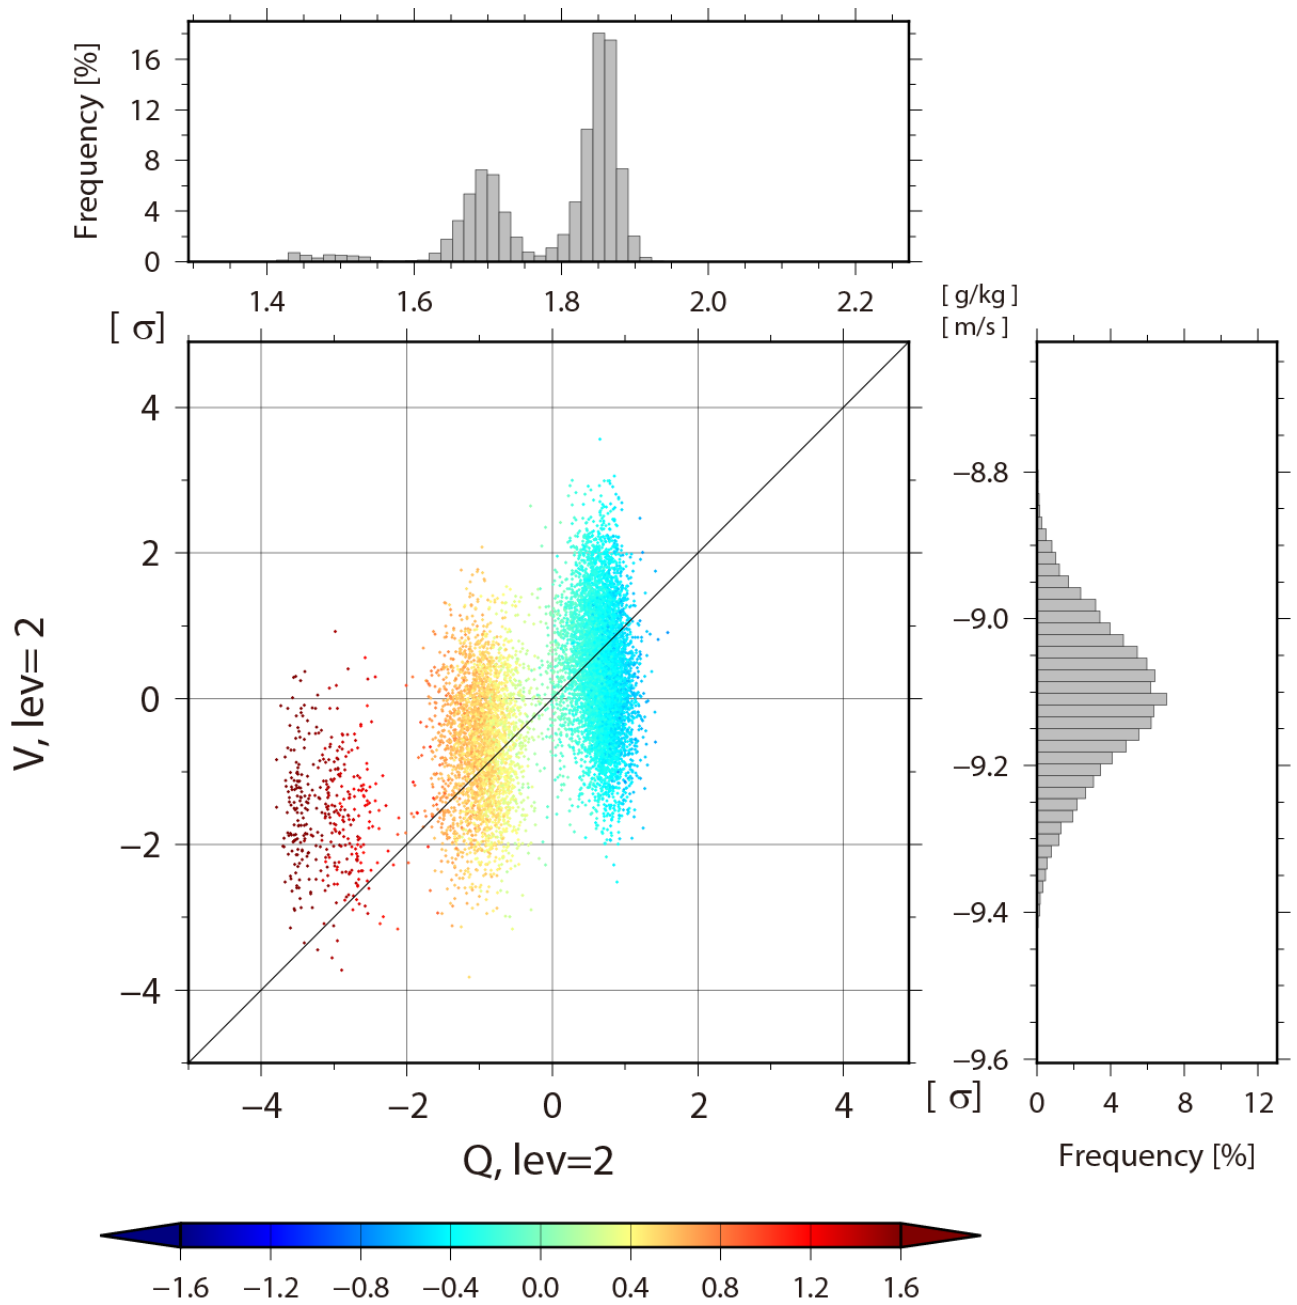 Frequency [%]
16
12
8
4
0
1.4 1.6 1.8 2.0 2.2
[ g/kg ]
[ σ]
[ m/s ]
4
2
0
−2
−4
V, lev= 2
−4 −2 0 2 4
[ σ]
Q, lev=2
−8.8
−9.0
−9.2
−9.4
−9.6
0 4 8 12
Frequency [%]
−1.6 −1.2 −0.8 −0.4 0.0 0.4 0.8 1.2 1.6